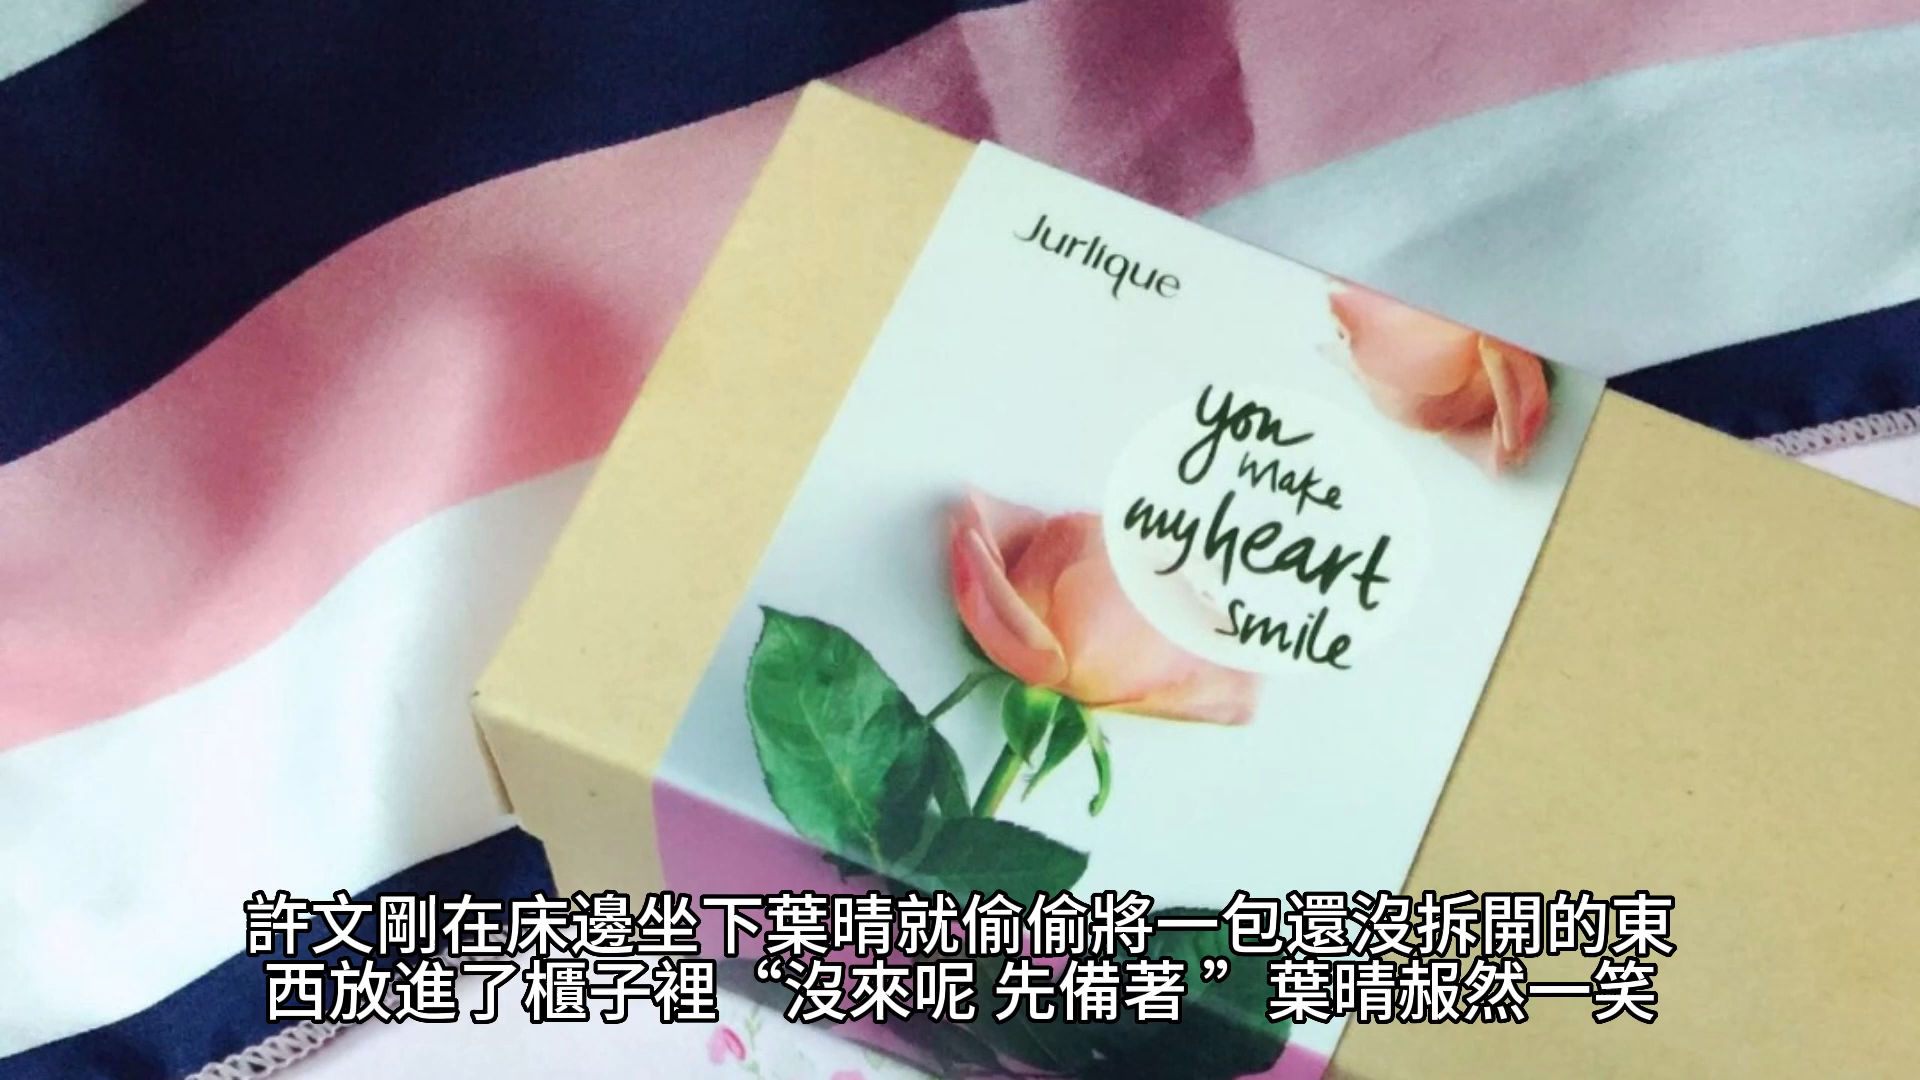 Jurlique
you
make
my heart
smile
許文剛在床邊坐下葉晴就偷偷將一包還沒拆開的東
西放進了櫃子裡 “沒來呢 先備著 ” 葉晴赧然一笑